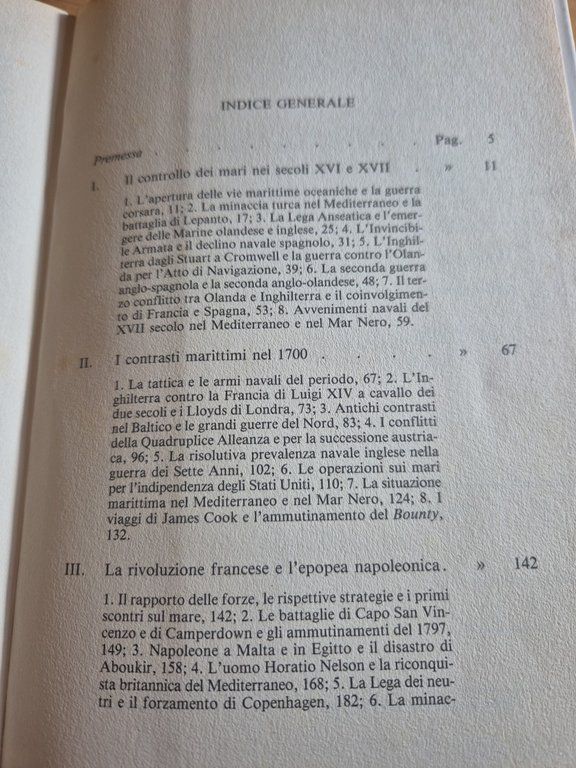 INDICE GENERALE
Premessa . . . . . . . . . Pag. 5
I. Il controllo dei mari nei secoli XVI e XVII . » 11
1. L'apertura delle vie marittime oceaniche e la guerra
corsara, 11; 2. La minaccia turca nel Mediterraneo e la
battaglia di Lepanto, 17; 3. La Lega Anseatica e l'emer-
gere delle Marine olandese e inglese, 25; 4. L'Invincibi-
le Armata e il declino navale spagnolo, 31; 5. L'Inghil-
terra dagli Stuart a Cromwell e la guerra contro l'Olan-
da per l'Atto di Navigazione, 39; 6. La seconda guerra
anglo-spagnola e la seconda anglo-olandese, 48; 7. Il ter-
zo conflitto tra Olanda e Inghilterra e il coinvolgimen-
to di Francia e Spagna, 53; 8. Avvenimenti navali del
XVII secolo nel Mediterraneo e nel Mar Nero, 59.
II. I contrasti marittimi nel 1700 . . . . » 67
1. La tattica e le armi navali del periodo, 67; 2. L'In-
ghilterra contro la Francia di Luigi XIV a cavallo dei
due secoli e i Lloyds di Londra, 73; 3. Antichi contrasti
nel Baltico e le grandi guerre del Nord, 83; 4. I conflitti
della Quadruplice Alleanza e per la successione austria-
ca, 96; 5. La risolutiva prevalenza navale inglese nella
guerra dei Sette Anni, 102; 6. Le operazioni sui mari
per l'indipendenza degli Stati Uniti, 110; 7. La situazione
marittima nel Mediterraneo e nel Mar Nero, 124; 8. I
viaggi di James Cook e l'ammutinamento del Bounty,
132.
III. La rivoluzione francese e l'epopea napoleonica. » 142
1. Il rapporto delle forze, le rispettive strategie e i primi
scontri sul mare, 142; 2. Le battaglie di Capo San Vin-
cenzo e di Camperdown e gli ammutinamenti del 1797,
149; 3. Napoleone a Malta e in Egitto e il disastro di
Aboukir, 158; 4. L'uomo Horatio Nelson e la riconqui-
sta britannica del Mediterraneo, 168; 5. La Lega dei neu-
tri e il forzamento di Copenhagen, 182; 6. La minac-